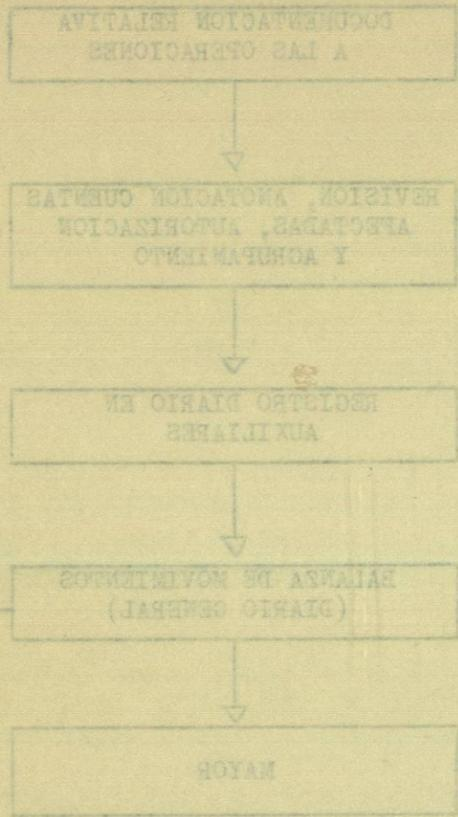 DOCUMENTACION RELATIVA
A LAS OPERACIONES
REVISION, ANOTACION CUENTAS
AFECTADAS, AUTORIZACION
Y AGRUPAMIENTO
REGISTRO DIARIO EN
AUXILIARES
BALANZA DE MOVIMIENTOS
(DIARIO GENERAL)
MAYOR